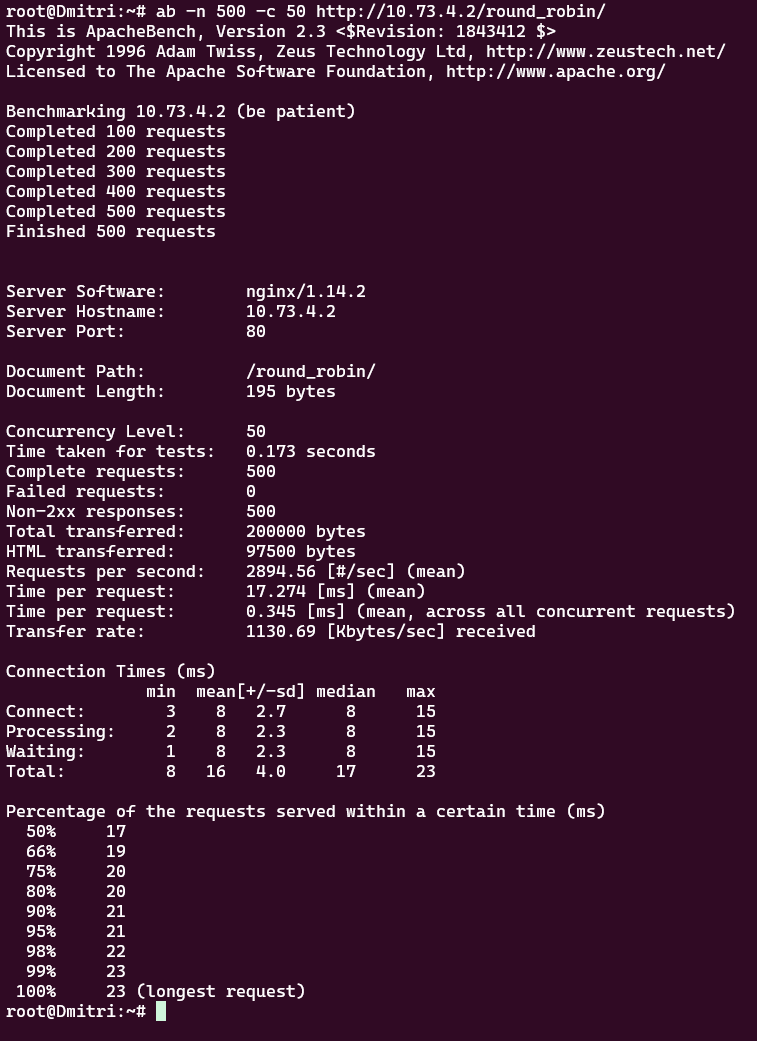 root@Dmitri:~# ab -n 500 -c 50 http://10.73.4.2/round_robin/
This is ApacheBench, Version 2.3 <$Revision: 1843412 $>
Copyright 1996 Adam Twiss, Zeus Technology Ltd, http://www.zeustech.net/
Licensed to The Apache Software Foundation, http://www.apache.org/

Benchmarking 10.73.4.2 (be patient)
Completed 100 requests
Completed 200 requests
Completed 300 requests
Completed 400 requests
Completed 500 requests
Finished 500 requests


Server Software:        nginx/1.14.2
Server Hostname:        10.73.4.2
Server Port:            80

Document Path:          /round_robin/
Document Length:        195 bytes

Concurrency Level:      50
Time taken for tests:   0.173 seconds
Complete requests:      500
Failed requests:        0
Non-2xx responses:      500
Total transferred:      200000 bytes
HTML transferred:       97500 bytes
Requests per second:    2894.56 [#/sec] (mean)
Time per request:       17.274 [ms] (mean)
Time per request:       0.345 [ms] (mean, across all concurrent requests)
Transfer rate:          1130.69 [Kbytes/sec] received

Connection Times (ms)
              min  mean[+/-sd] median   max
Connect:        3    8   2.7      8      15
Processing:     2    8   2.3      8      15
Waiting:        1    8   2.3      8      15
Total:          8   16   4.0     17      23

Percentage of the requests served within a certain time (ms)
  50%     17
  66%     19
  75%     20
  80%     20
  90%     21
  95%     21
  98%     22
  99%     23
 100%     23 (longest request)
root@Dmitri:~#